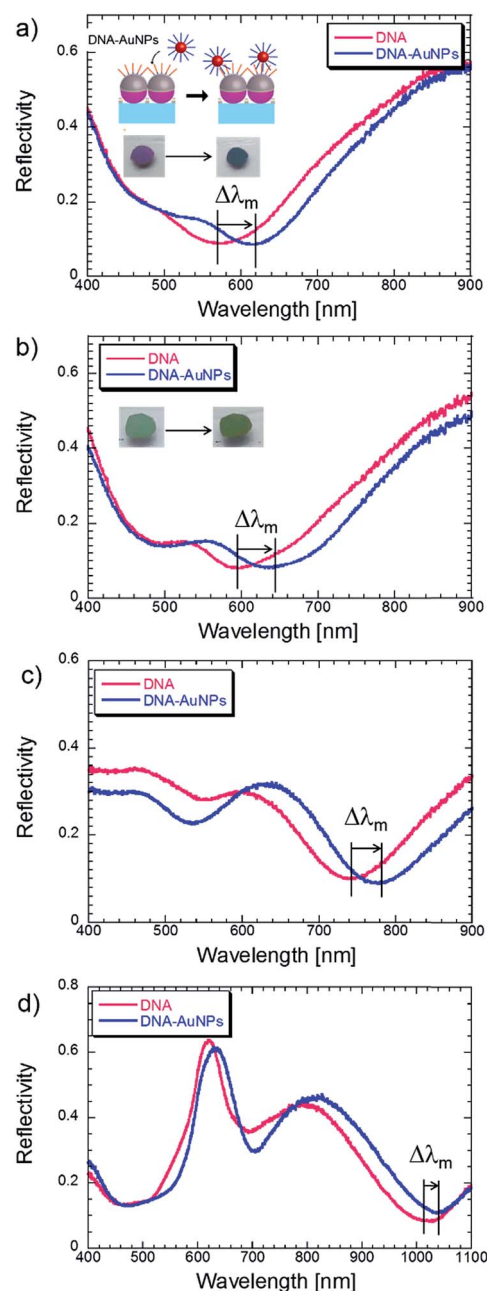 a)
DNA-AuNPs
DNA
DNA-AuNPs
Reflectivity
0.6
0.4
0.2
0
Δλm
400 500 600 700 800 900
Wavelength [nm]
b)
DNA
DNA-AuNPs
Reflectivity
0.6
0.4
0.2
0
Δλm
400 500 600 700 800 900
Wavelength [nm]
c)
DNA
DNA-AuNPs
Reflectivity
0.6
0.4
0.2
0
Δλm
400 500 600 700 800 900
Wavelength [nm]
d)
DNA
DNA-AuNPs
Reflectivity
0.8
0.6
0.4
0.2
0
Δλm
400 500 600 700 800 900 1000 1100
Wavelength [nm]